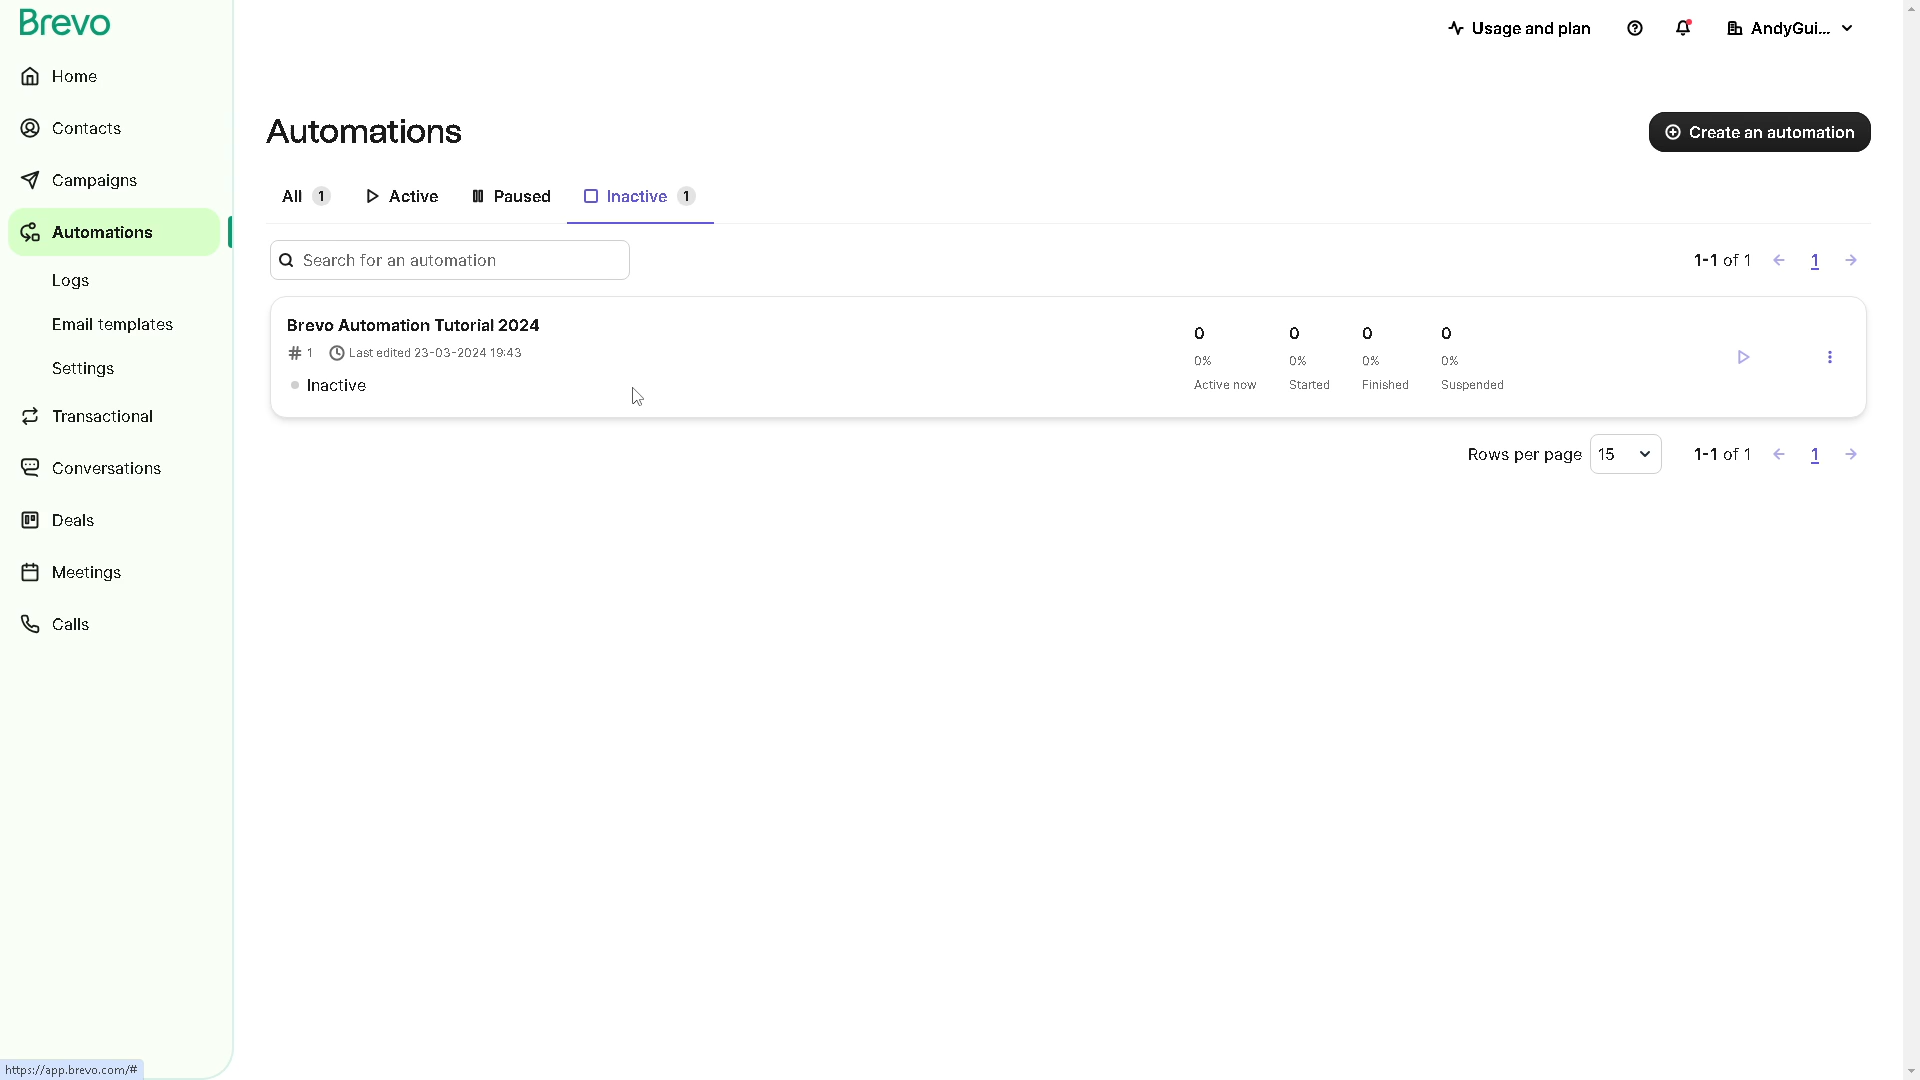 Brevo
Usage and plan
AndyGui...
Home
Contacts
Campaigns
Automations
Logs
Email templates
Settings
Transactional
Conversations
Deals
Meetings
Calls
Automations
Create an automation
All 1
Active
Paused
Inactive 1
Search for an automation
1-1 of 1
1
Brevo Automation Tutorial 2024
# 1 Last edited 23-03-2024 19:43
Inactive
0 0 0 0
0% 0% 0% 0%
Active now Started Finished Suspended
Rows per page 15 1-1 of 1 1
https://app.brevo.com/#